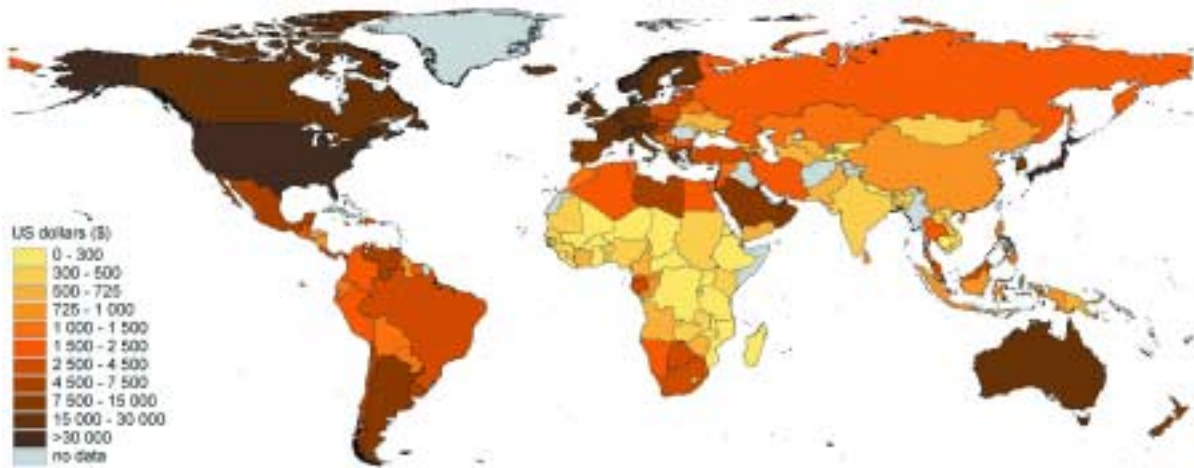 US dollars ($)
0 - 300
300 - 500
500 - 725
725 - 1 000
1 000 - 1 500
1 500 - 2 500
2 500 - 4 500
4 500 - 7 500
7 500 - 15 000
15 000 - 30 000
>30 000
no data